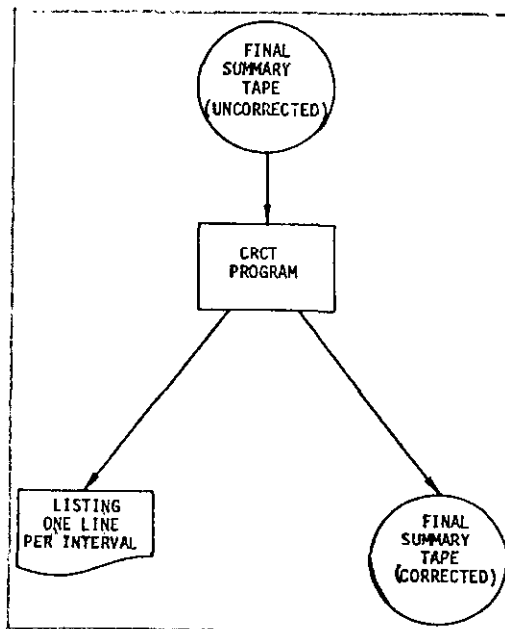 FINAL
SUMMARY
TAPE
(UNCORRECTED)
CRCT
PROGRAM
LISTING
ONE LINE
PER INTERVAL
FINAL
SUMMARY
TAPE
(CORRECTED)